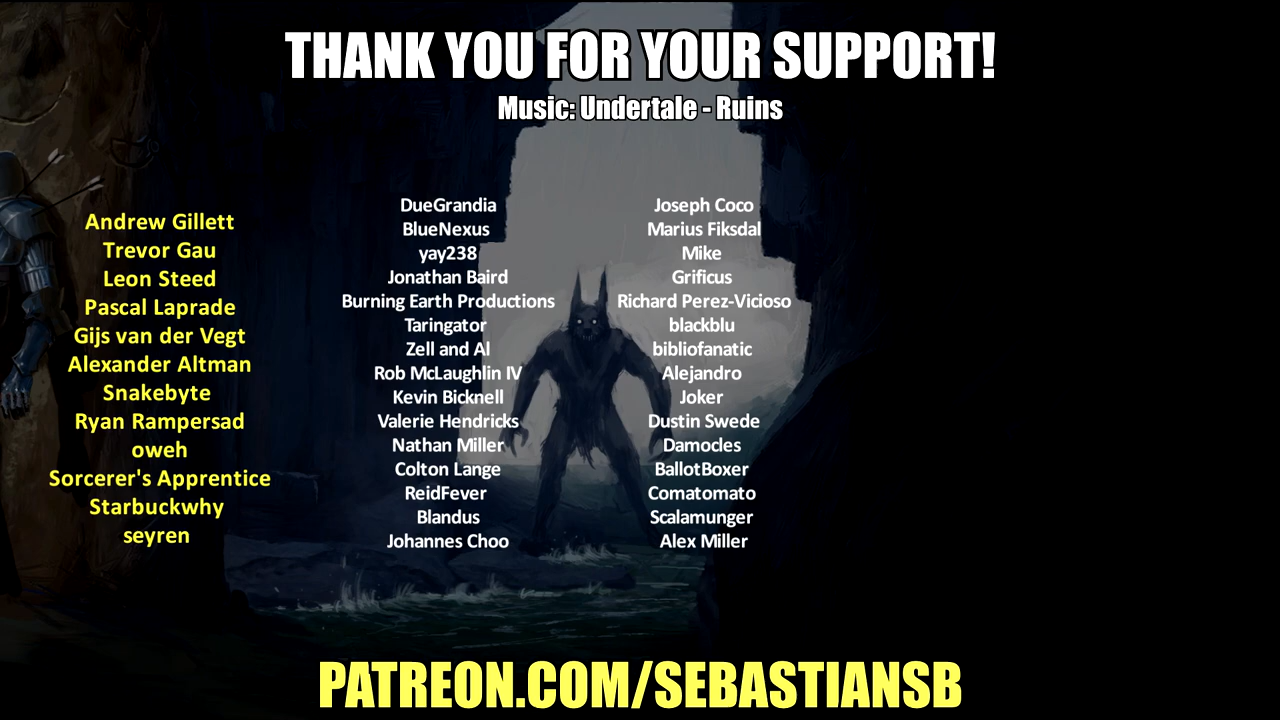 THANK YOU FOR YOUR SUPPORT!
Music: Undertale - Ruins
Andrew Gillett
Trevor Gau
Leon Steed
Pascal Laprade
Gijs van der Vegt
Alexander Altman
Snakebyte
Ryan Rampersad
oweh
Sorcerer's Apprentice
Starbuckwhy
seyren
DueGrandia
BlueNexus
yay238
Jonathan Baird
Burning Earth Productions
Taringator
Zell and Al
Rob McLaughlin IV
Kevin Bicknell
Valerie Hendricks
Nathan Miller
Colton Lange
ReidFever
Blandus
Johannes Choo
Joseph Coco
Marius Fiksdal
Mike
Grificus
Richard Perez-Vicioso
blackblu
bibliofanatic
Alejandro
Joker
Dustin Swede
Damocles
BallotBoxer
Comatomato
Scalamunger
Alex Miller
PATREON.COM/SEBASTIANSB